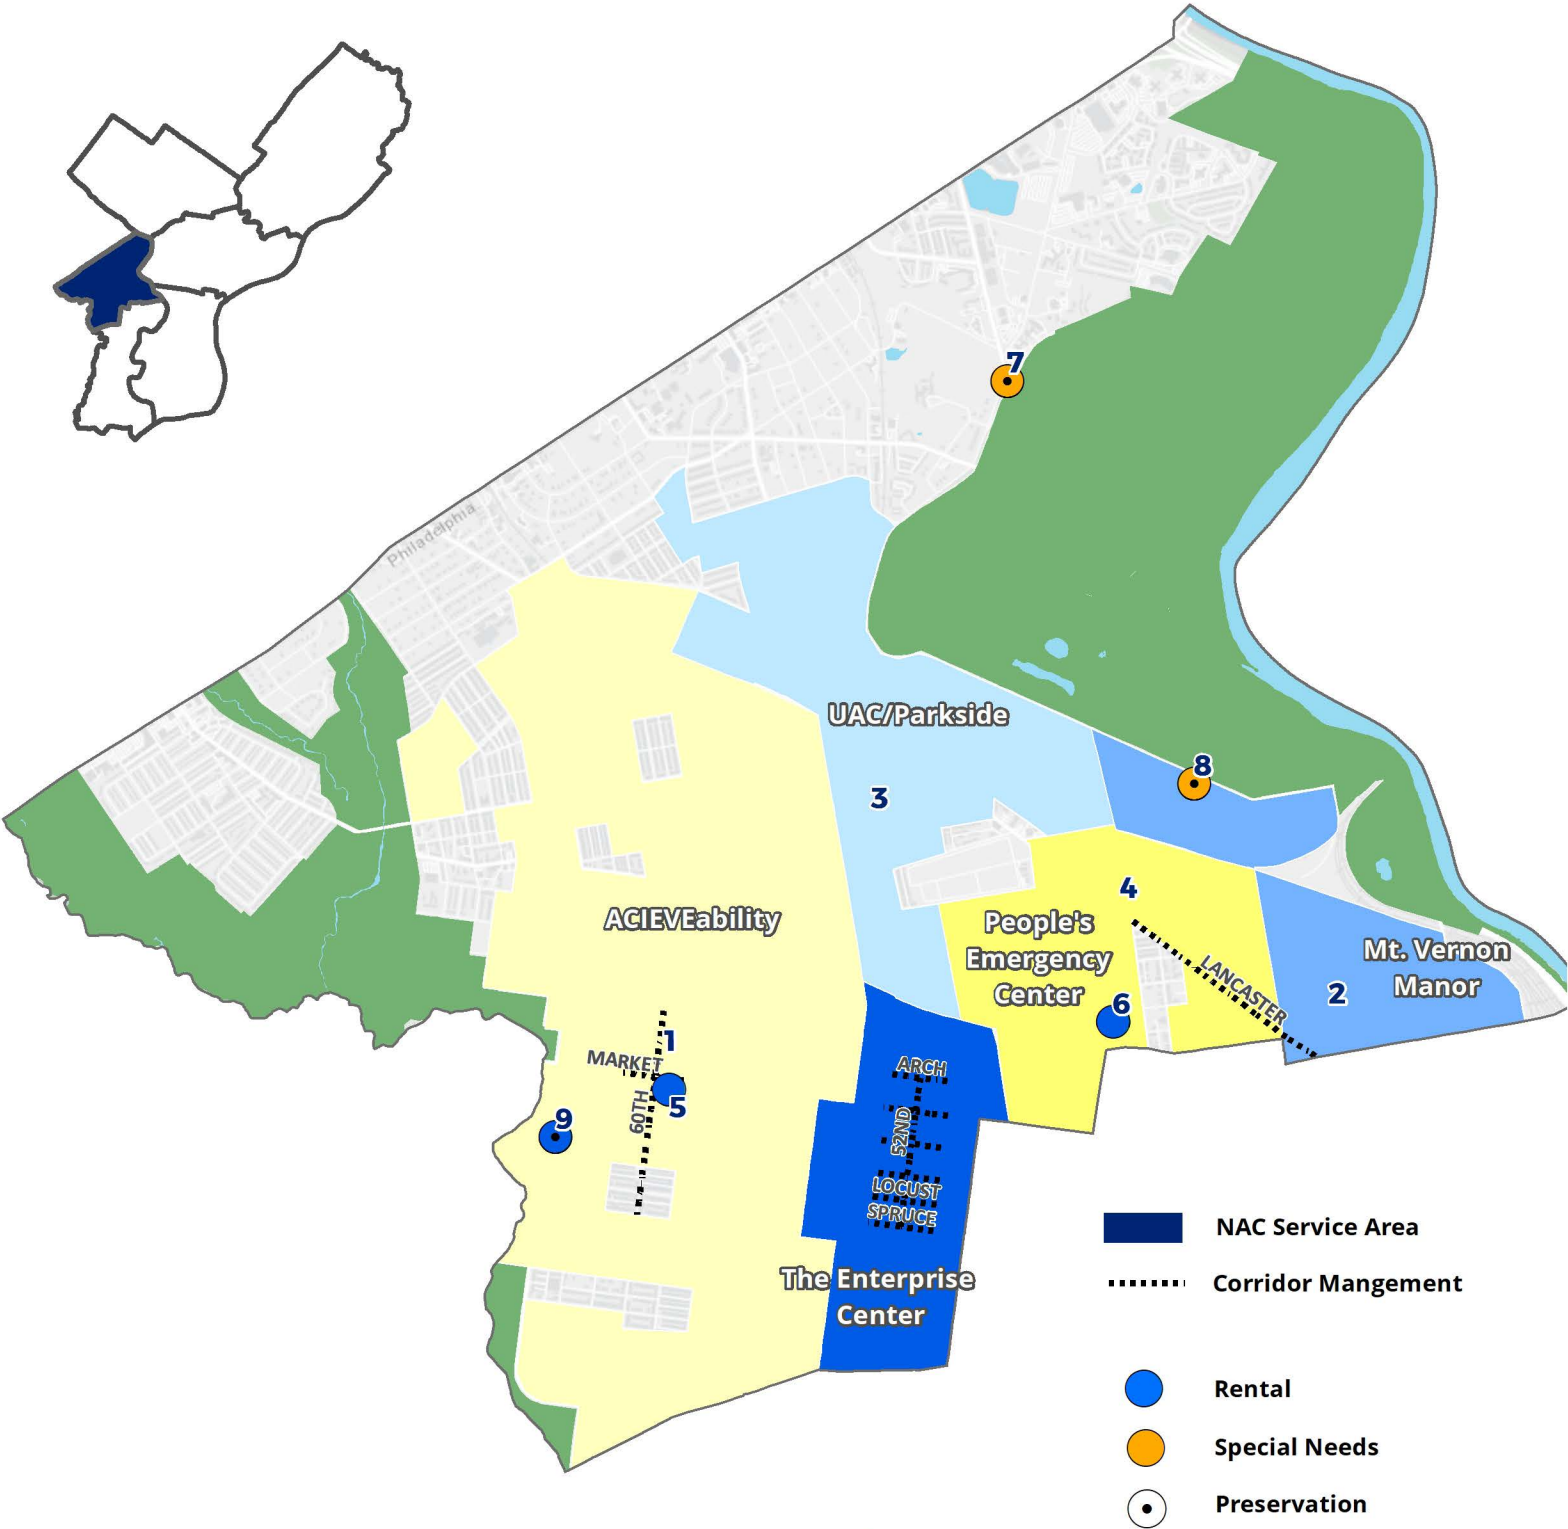 7
Philadelphia
UAC/Parkside
8
3
4
ACIEVEability
People's
Emergency
Center
LANCASTER
Mt. Vernon
Manor
2
6
1
MARKET
5
60TH
9
ARCH
52ND
LOCUST
SPRUCE
The Enterprise
Center
NAC Service Area
Corridor Mangement
Rental
Special Needs
Preservation